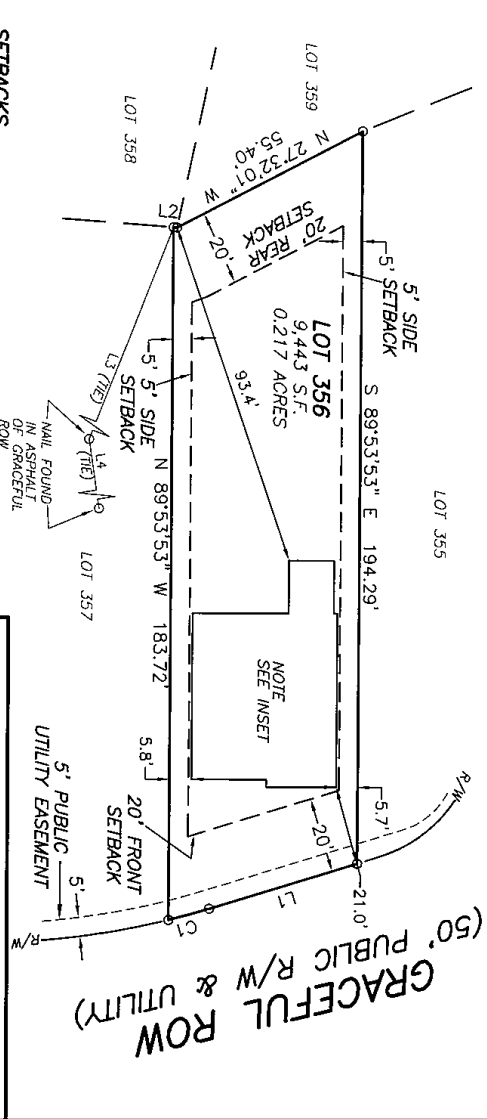 SETBACKS
LOT 359
LOT 358
LOT 355
LOT 357
N 27°32'01" W
55.40'
L2
20' REAR
SETBACK
20'
5' SIDE
SETBACK
5'
S 89°53'53" E 194.29'
LOT 356
9,443 S.F.
0.217 ACRES
93.4'
5' SIDE
SETBACK
5'
N 89°53'53" W 183.72'
L3 (TIE)
L4
(TIE)
NAIL FOUND
IN ASPHALT
OF GRACEFUL
ROW
NOTE
SEE INSET
5.8'
5.7'
20' FRONT
SETBACK
20'
21.0'
L1
C1
5' PUBLIC
UTILITY EASEMENT
5'
R/W
R/W
GRACEFUL ROW
(50' PUBLIC R/W & UTILITY)